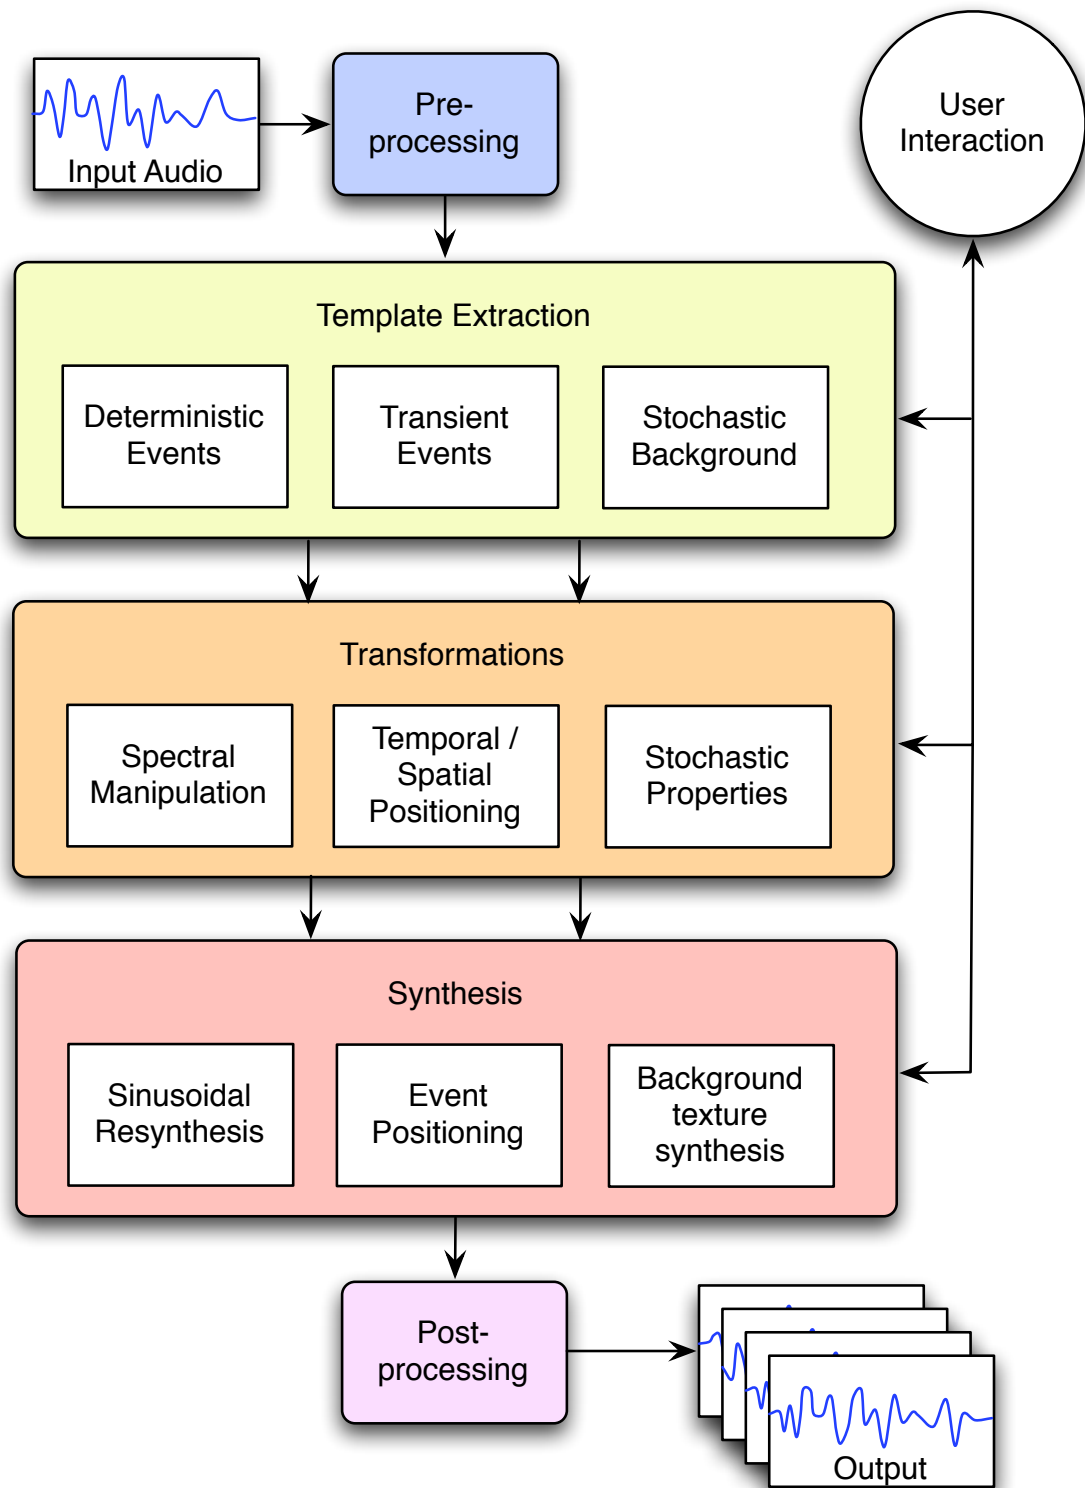 Input Audio
Pre-
processing
User
Interaction
Template Extraction
Deterministic
Events
Transient
Events
Stochastic
Background
Transformations
Spectral
Manipulation
Temporal /
Spatial
Positioning
Stochastic
Properties
Synthesis
Sinusoidal
Resynthesis
Event
Positioning
Background
texture
synthesis
Post-
processing
Output